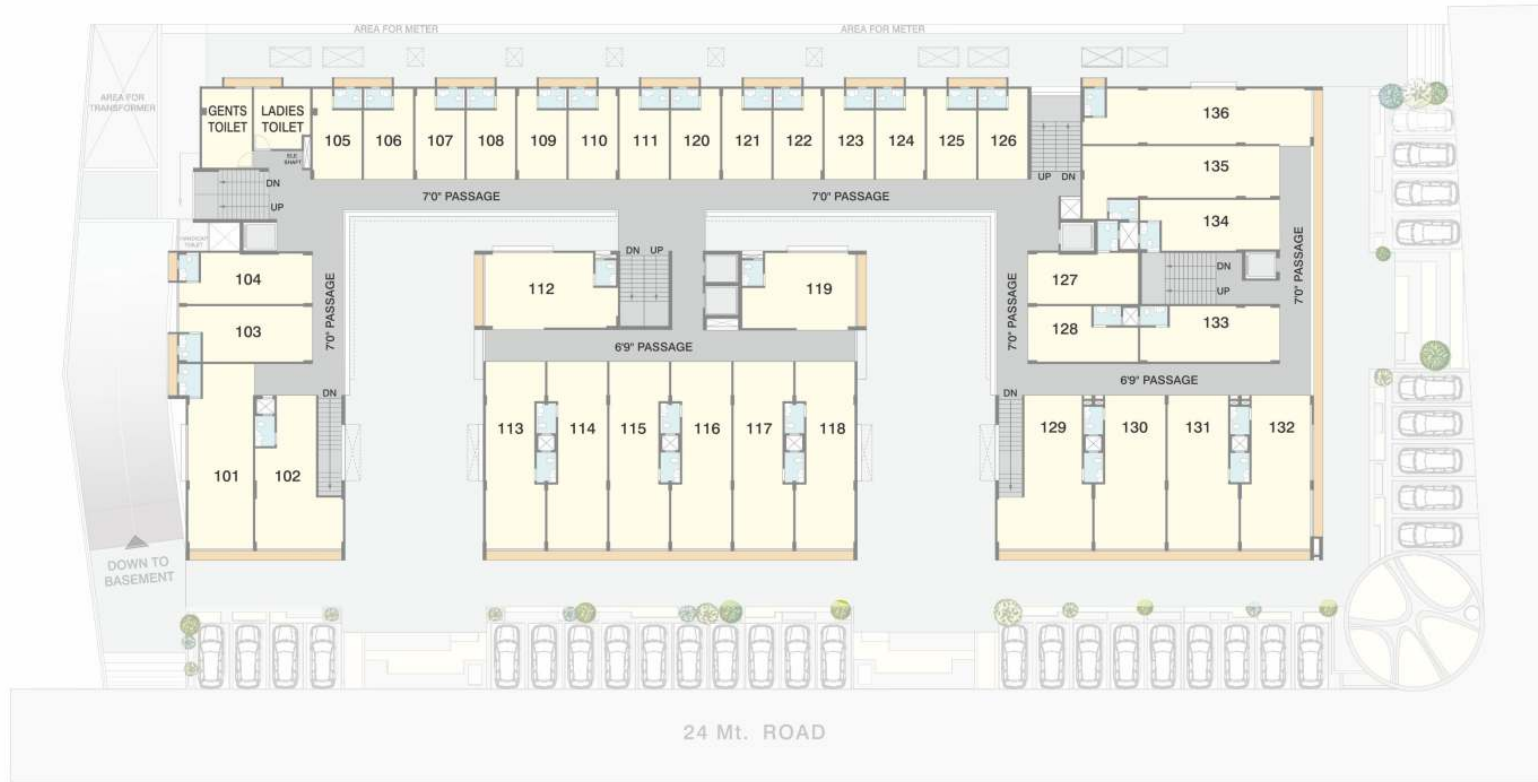 AREA FOR METER
AREA FOR METER
AREA FOR
TRANSFORMER
GENTS
TOILET
LADIES
TOILET
ELE
SHAFT
105
106
107
108
109
110
111
120
121
122
123
124
125
126
136
135
134
DN
UP
7'0" PASSAGE
7'0" PASSAGE
UP DN
HANDICAP
TOILET
104
103
7'0" PASSAGE
112
DN UP
119
127
128
7'0" PASSAGE
DN
UP
7'0" PASSAGE
133
6'9" PASSAGE
6'9" PASSAGE
DN
DN
101
102
113
114
115
116
117
118
129
130
131
132
DOWN TO
BASEMENT
24 Mt. ROAD